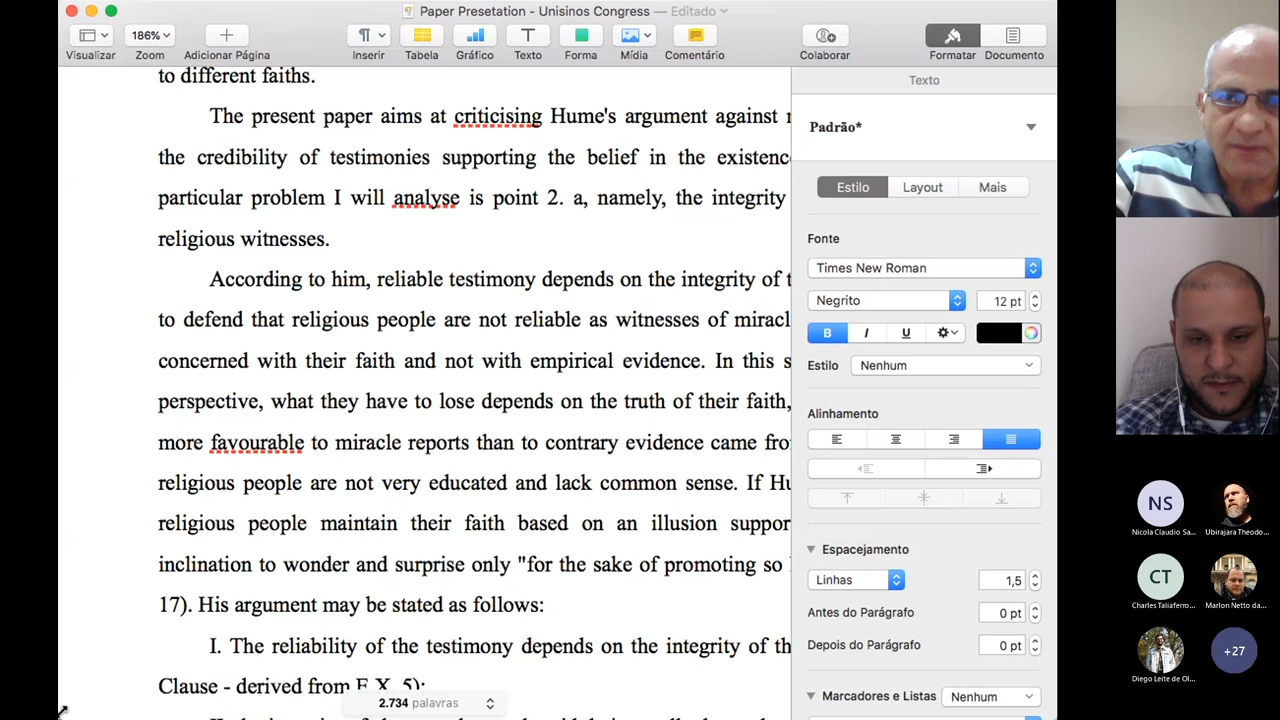 Paper Presetation - Unisinos Congress — Editado
186%
Visualizar
Zoom
Adicionar Página
Inserir
Tabela
Gráfico
Texto
Forma
Mídia
Comentário
Colaborar
Formatar
Documento
to different faiths.
The present paper aims at criticising Hume's argument against
the credibility of testimonies supporting the belief in the existenc
particular problem I will analyse is point 2. a, namely, the integrity
religious witnesses.
According to him, reliable testimony depends on the integrity of t
to defend that religious people are not reliable as witnesses of miracl
concerned with their faith and not with empirical evidence. In this s
perspective, what they have to lose depends on the truth of their faith,
more favourable to miracle reports than to contrary evidence came fro
religious people are not very educated and lack common sense. If Hu
religious people maintain their faith based on an illusion suppor
inclination to wonder and surprise only "for the sake of promoting so
17). His argument may be stated as follows:
I. The reliability of the testimony depends on the integrity of th
Clause - derived from E.X, 5);
2.734 palavras
Texto
Padrão*
Estilo
Layout
Mais
Fonte
Times New Roman
Negrito
12 pt
B I U
Estilo
Nenhum
Alinhamento
Espacejamento
Linhas
1,5
Antes do Parágrafo
0 pt
Depois do Parágrafo
0 pt
Marcadores e Listas
Nenhum
NS
Nicola Claudio Sa...
Ubirajara Theodo...
CT
Charles Taliaferro...
Marlon Netto da...
Diego Leite de Ol...
+27